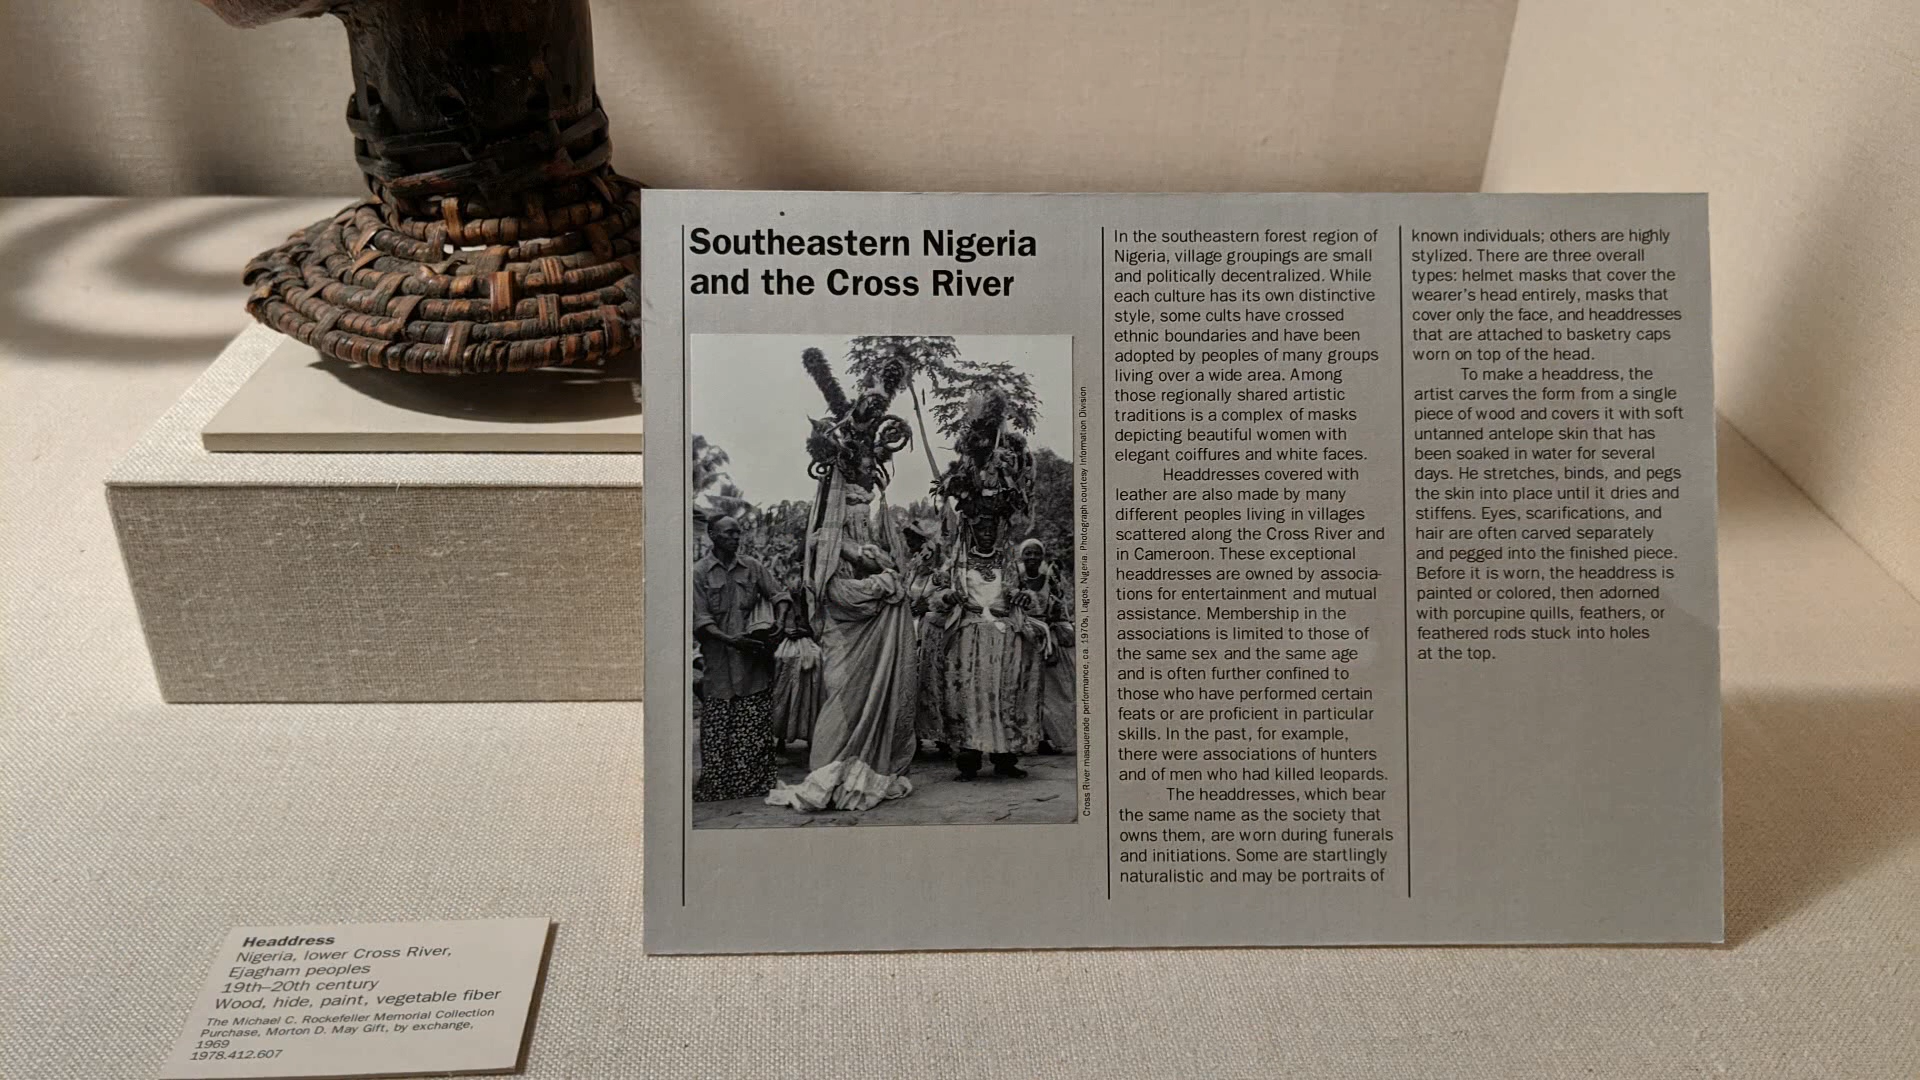 Southeastern Nigeria
and the Cross River
Cross River masquerade performance, ca. 1970s, Lagos, Nigeria. Photograph courtesy Information Division
In the southeastern forest region of
Nigeria, village groupings are small
and politically decentralized. While
each culture has its own distinctive
style, some cults have crossed
ethnic boundaries and have been
adopted by peoples of many groups
living over a wide area. Among
those regionally shared artistic
traditions is a complex of masks
depicting beautiful women with
elegant coiffures and white faces.
Headdresses covered with
leather are also made by many
different peoples living in villages
scattered along the Cross River and
in Cameroon. These exceptional
headdresses are owned by associa-
tions for entertainment and mutual
assistance. Membership in the
associations is limited to those of
the same sex and the same age
and is often further confined to
those who have performed certain
feats or are proficient in particular
skills. In the past, for example,
there were associations of hunters
and of men who had killed leopards.
The headdresses, which bear
the same name as the society that
owns them, are worn during funerals
and initiations. Some are startlingly
naturalistic and may be portraits of
known individuals; others are highly
stylized. There are three overall
types: helmet masks that cover the
wearer's head entirely, masks that
cover only the face, and headdresses
that are attached to basketry caps
worn on top of the head.
To make a headdress, the
artist carves the form from a single
piece of wood and covers it with soft
untanned antelope skin that has
been soaked in water for several
days. He stretches, binds, and pegs
the skin into place until it dries and
stiffens. Eyes, scarifications, and
hair are often carved separately
and pegged into the finished piece.
Before it is worn, the headdress is
painted or colored, then adorned
with porcupine quills, feathers, or
feathered rods stuck into holes
at the top.
Headdress
Nigeria, lower Cross River,
Ejagham peoples
19th–20th century
Wood, hide, paint, vegetable fiber
The Michael C. Rockefeller Memorial Collection
Purchase, Morton D. May Gift, by exchange,
1969
1978.412.607